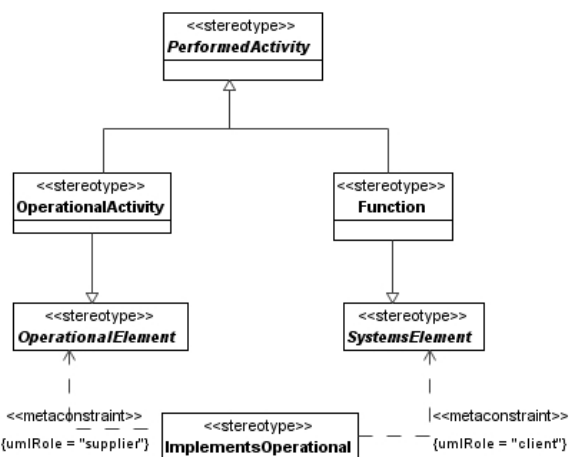 <<stereotype>>
PerformedActivity
<<stereotype>>
OperationalActivity
<<stereotype>>
Function
<<stereotype>>
OperationalElement
<<stereotype>>
SystemsElement
<<metaconstraint>>
{umlRole = "supplier"}
<<stereotype>>
ImplementsOperational
<<metaconstraint>>
{umlRole = "client"}